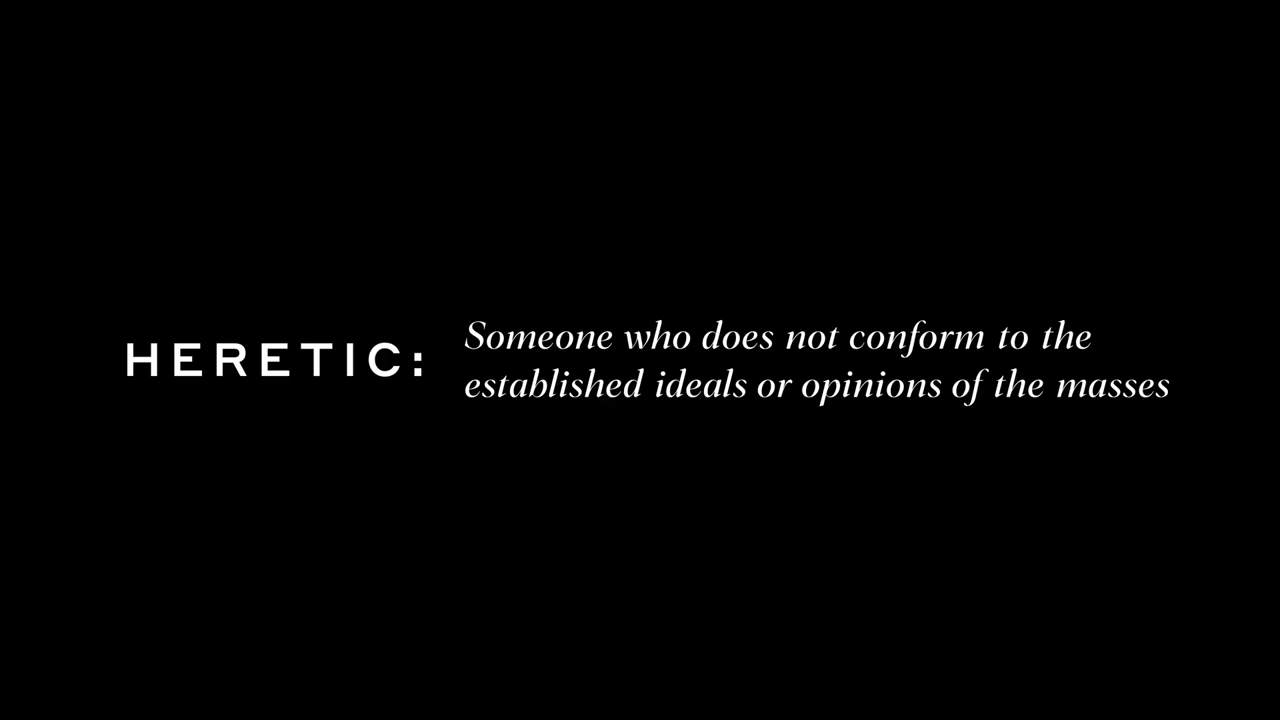 HERETIC:
Someone who does not conform to the
established ideals or opinions of the masses